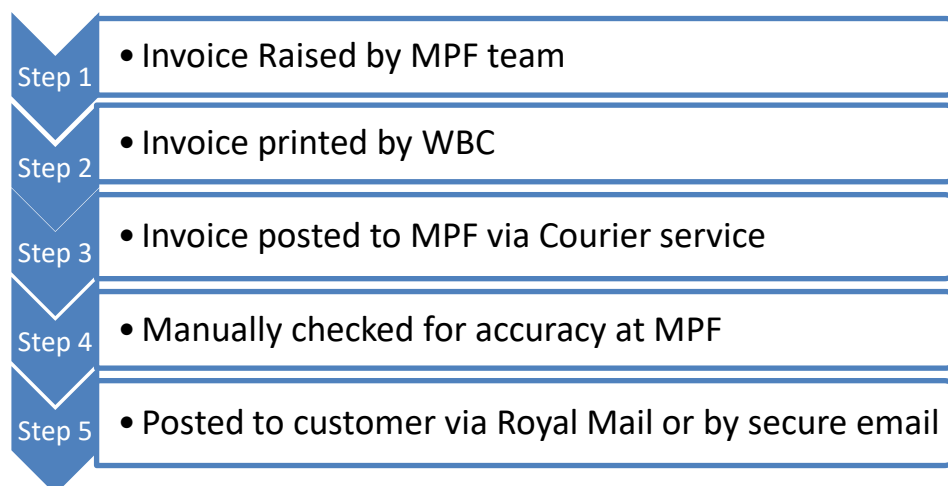 Step 1
• Invoice Raised by MPF team
Step 2
• Invoice printed by WBC
Step 3
• Invoice posted to MPF via Courier service
Step 4
• Manually checked for accuracy at MPF
Step 5
• Posted to customer via Royal Mail or by secure email